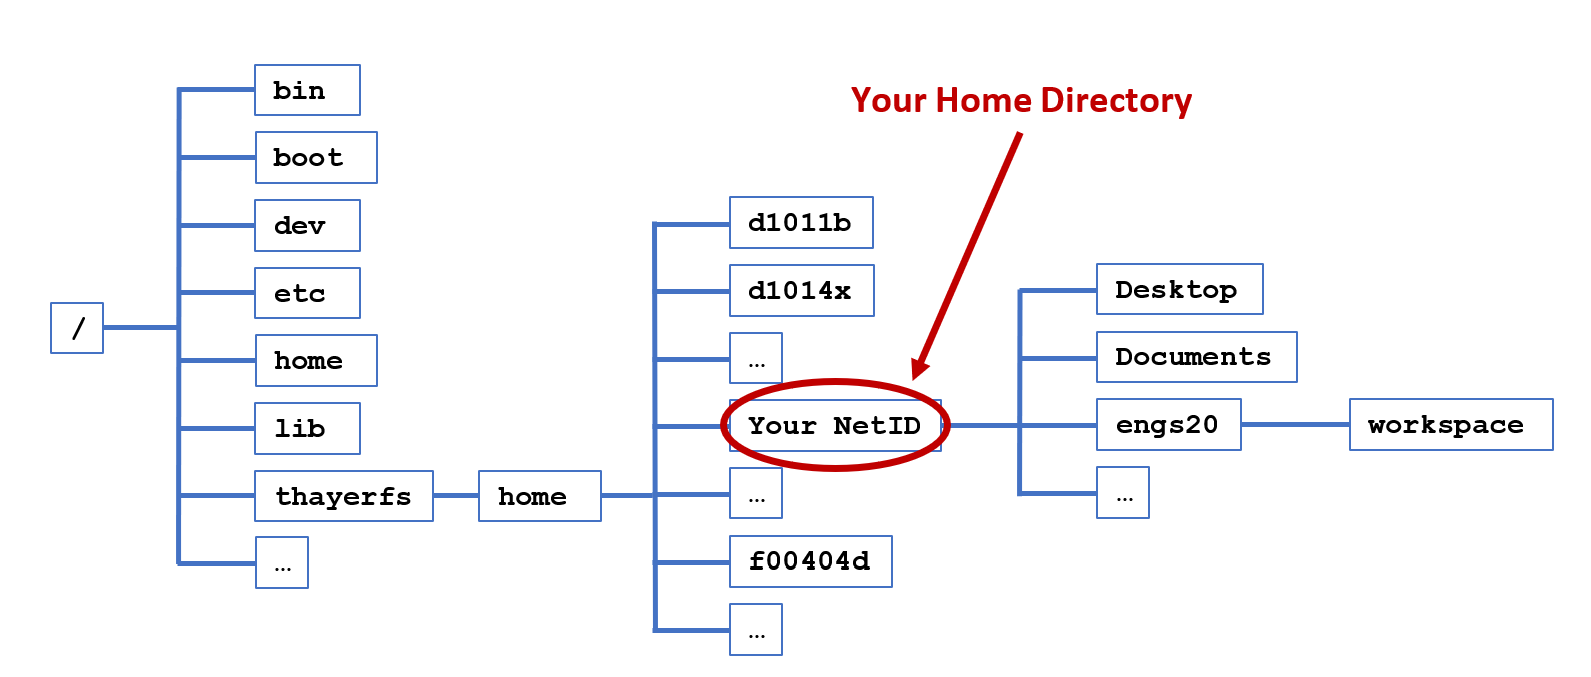 Your Home Directory
/
bin
boot
dev
etc
home
lib
thayerfs
…
home
d1011b
d1014x
…
Your NetID
…
f00404d
…
Desktop
Documents
engs20
…
workspace